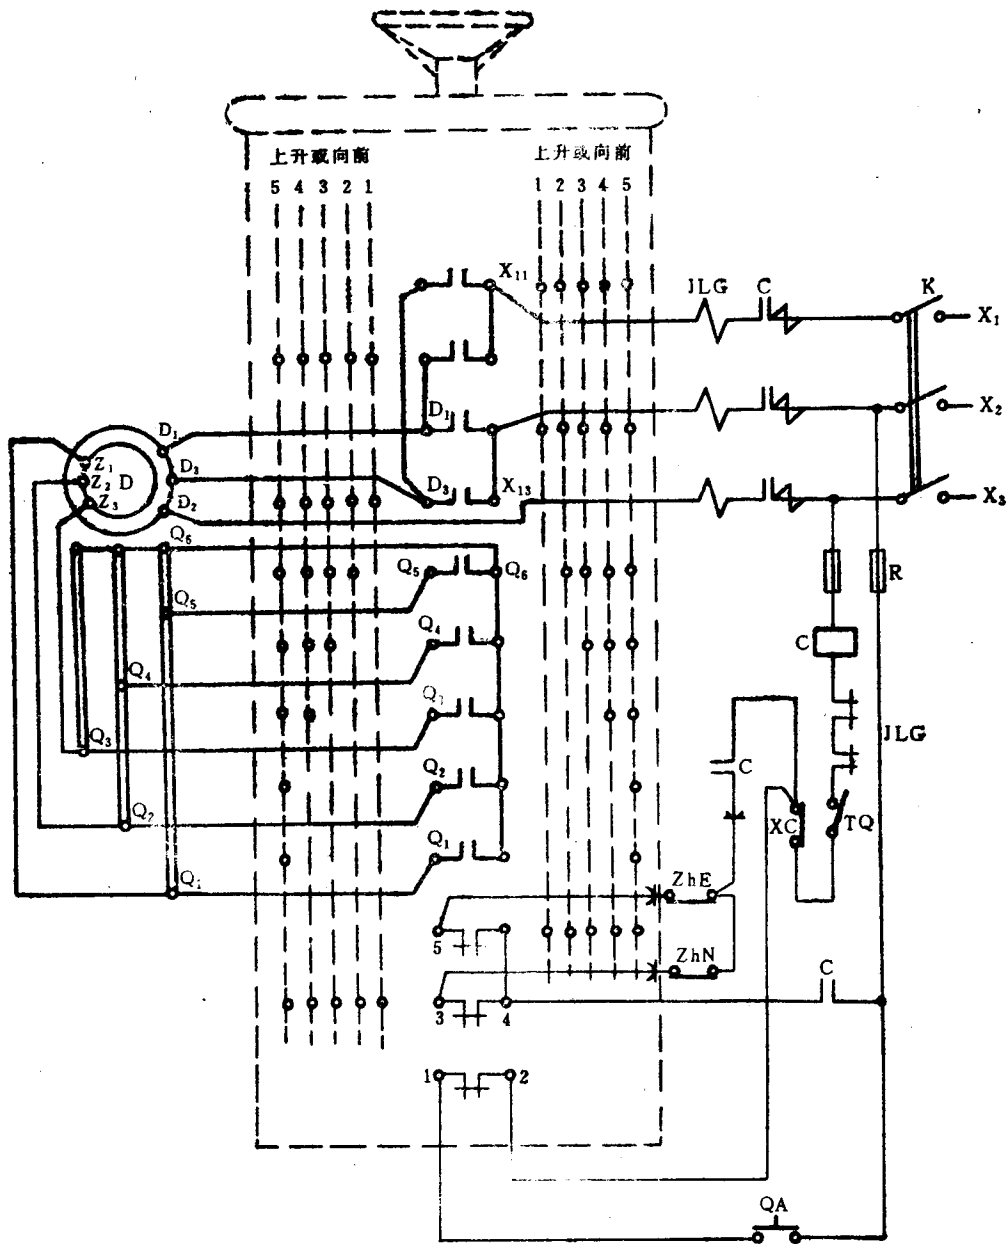 上升或向前
上升或向前
5 4 3 2 1
1 2 3 4 5
X₁₁
JLG
C
K
X₁
D₁
X₂
D₁
Z₁
Z₂
D
D₃
Z₃
D₂
D₃
X₁₃
X₃
Q₆
Q₅
Q₆
R
Q₅
Q₄
C
Q₄
Q₃
Q₃
JLG
C
Q₂
Q₂
XC
TQ
Q₁
Q₁
ZhE
5
ZhN
C
3
4
1
2
QA